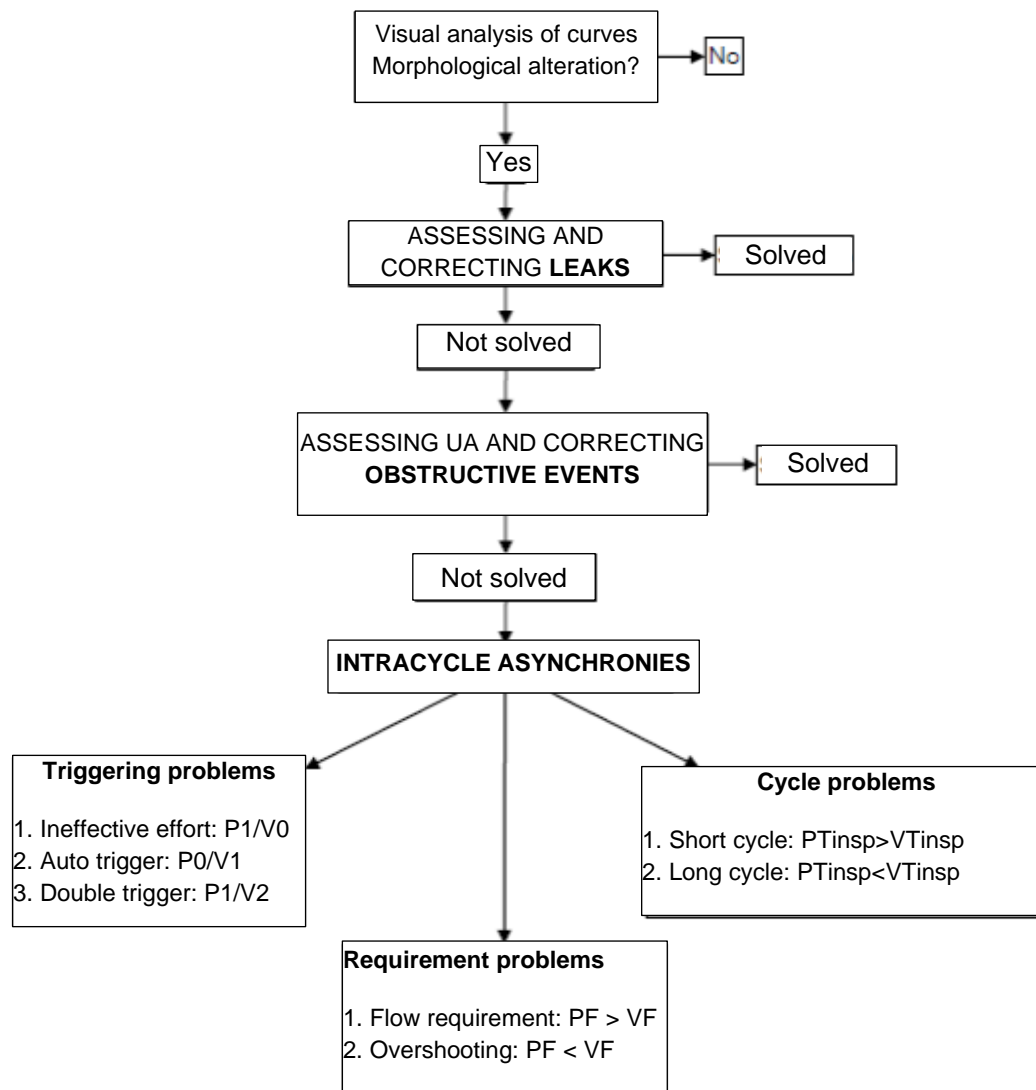 Visual analysis of curves
Morphological alteration?
No
Yes
ASSESSING AND
CORRECTING LEAKS
Solved
Not solved
ASSESSING UA AND CORRECTING
OBSTRUCTIVE EVENTS
Solved
Not solved
INTRACYCLE ASYNCHRONIES
Triggering problems
1. Ineffective effort: P1/V0
2. Auto trigger: P0/V1
3. Double trigger: P1/V2
Cycle problems
1. Short cycle: PTinsp>VTinsp
2. Long cycle: PTinsp<VTinsp
Requirement problems
1. Flow requirement: PF > VF
2. Overshooting: PF < VF